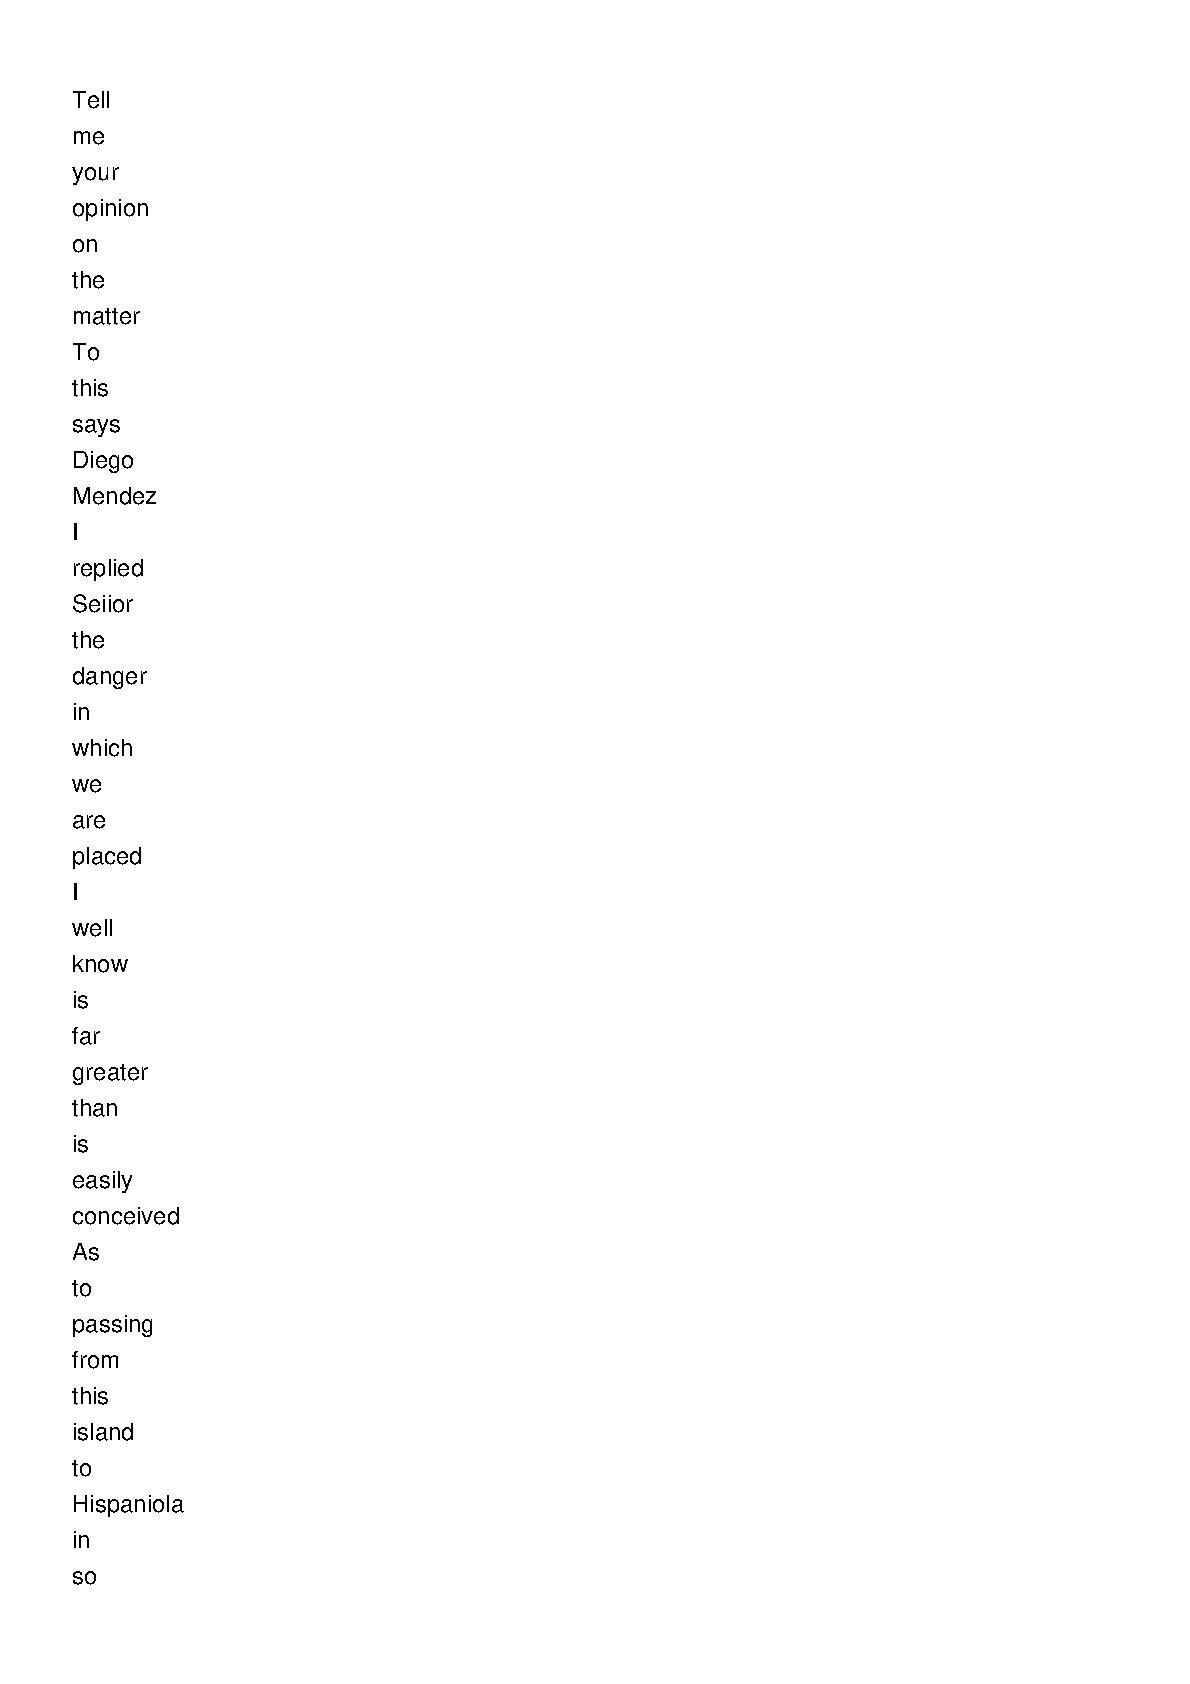 Tell
me
your
opinion
on
the
matter
To
this
says
Diego
Mendez
I
replied
Seiior
the
danger
in
which
we
are
placed
I
well
know
is
far
greater
than
is
easily
conceived
As
to
passing
from
this
island
to
Hispaniola
in
so